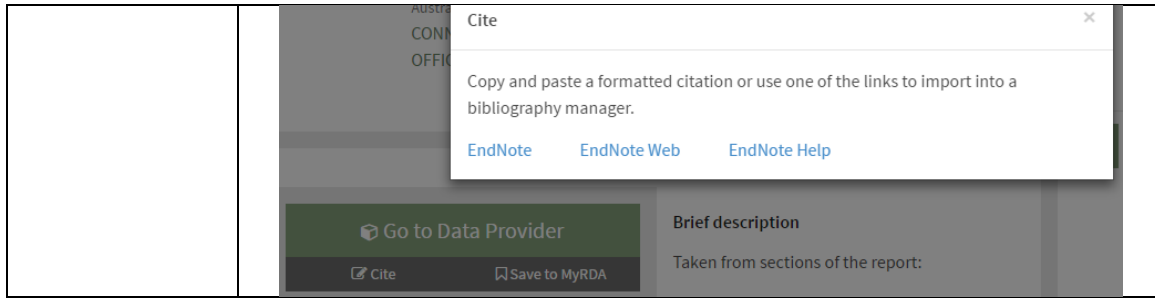 Cite
×
Copy and paste a formatted citation or use one of the links to import into a
bibliography manager.
EndNote EndNote Web EndNote Help
Go to Data Provider
Cite Save to MyRDA
Brief description
Taken from sections of the report: